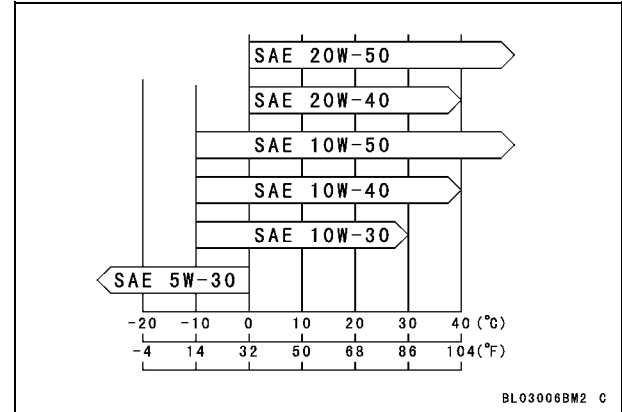 SAE 20W-50
SAE 20W-40
SAE 10W-50
SAE 10W-40
SAE 10W-30
SAE 5W-30
-20 -10 0 10 20 30 40 (°C)
-4 14 32 50 68 86 104(°F)
BL03006BM2 C